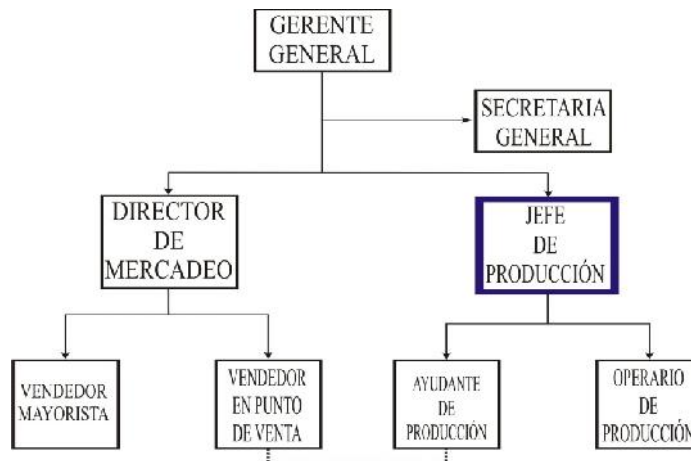 GERENTE
GENERAL
SECRETARIA
GENERAL
DIRECTOR
DE
MERCADEO
JEFE
DE
PRODUCCIÓN
VENDEDOR
MAYORISTA
VENDEDOR
EN PUNTO
DE VENTA
AYUDANTE
DE
PRODUCCIÓN
OPERARIO
DE
PRODUCCIÓN